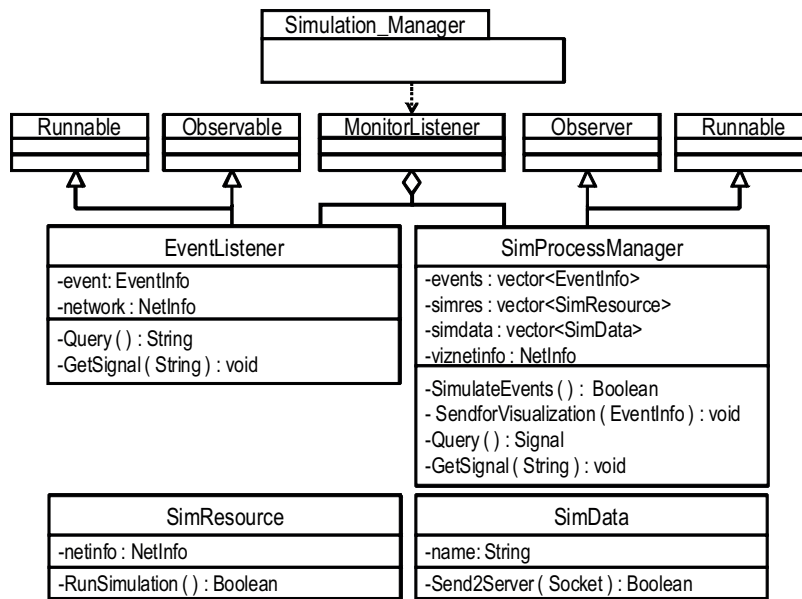 Simulation_Manager
Runnable
Observable
MonitorListener
Observer
Runnable
EventListener
-event: EventInfo
-network : NetInfo
-Query ( ) : String
-GetSignal ( String ) : void
SimProcessManager
-events : vector<EventInfo>
-simres : vector<SimResource>
-simdata : vector<SimData>
-viznetinfo : NetInfo
-SimulateEvents ( ) : Boolean
- SendforVisualization ( EventInfo ) : void
-Query ( ) : Signal
-GetSignal ( String ) : void
SimResource
-netinfo : NetInfo
-RunSimulation ( ) : Boolean
SimData
-name: String
-Send2Server ( Socket ) : Boolean